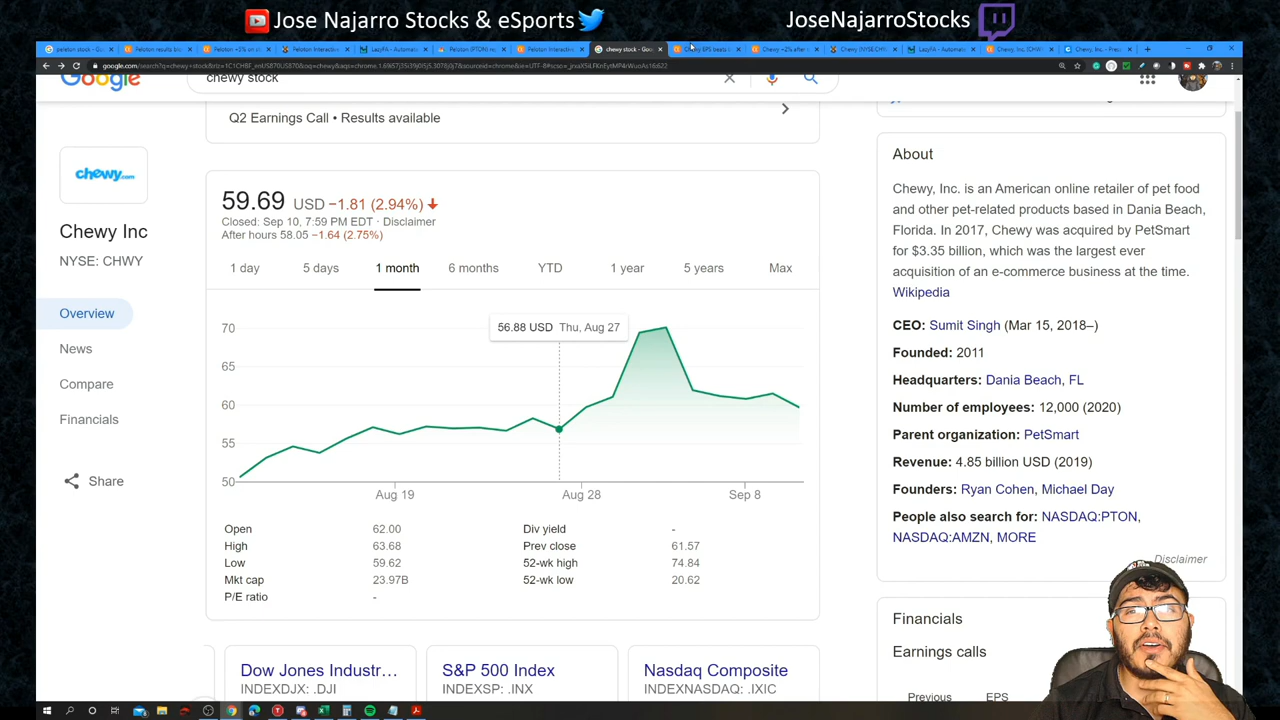 Jose Najarro Stocks & eSports
JoseNajarroStocks
Google
chewy stock
Q2 Earnings Call • Results available
chewy.com
Chewy Inc
NYSE: CHWY
Overview
News
Compare
Financials
Share
59.69 USD −1.81 (2.94%)
Closed: Sep 10, 7:59 PM EDT · Disclaimer
After hours 58.05 −1.64 (2.75%)
1 day 5 days 1 month 6 months YTD 1 year 5 years Max
56.88 USD Thu, Aug 27
70
65
60
55
50
Aug 19 Aug 28 Sep 8
Open 62.00 Div yield -
High 63.68 Prev close 61.57
Low 59.62 52-wk high 74.84
Mkt cap 23.97B 52-wk low 20.62
P/E ratio -
Dow Jones Industr… S&P 500 Index Nasdaq Composite
INDEXDJX: .DJI INDEXSP: .INX INDEXNASDAQ: .IXIC
About
Chewy, Inc. is an American online retailer of pet food
and other pet-related products based in Dania Beach,
Florida. In 2017, Chewy was acquired by PetSmart
for $3.35 billion, which was the largest ever
acquisition of an e-commerce business at the time.
Wikipedia
CEO: Sumit Singh (Mar 15, 2018–)
Founded: 2011
Headquarters: Dania Beach, FL
Number of employees: 12,000 (2020)
Parent organization: PetSmart
Revenue: 4.85 billion USD (2019)
Founders: Ryan Cohen, Michael Day
People also search for: NASDAQ:PTON,
NASDAQ:AMZN, MORE
Disclaimer
Financials
Earnings calls
Previous EPS